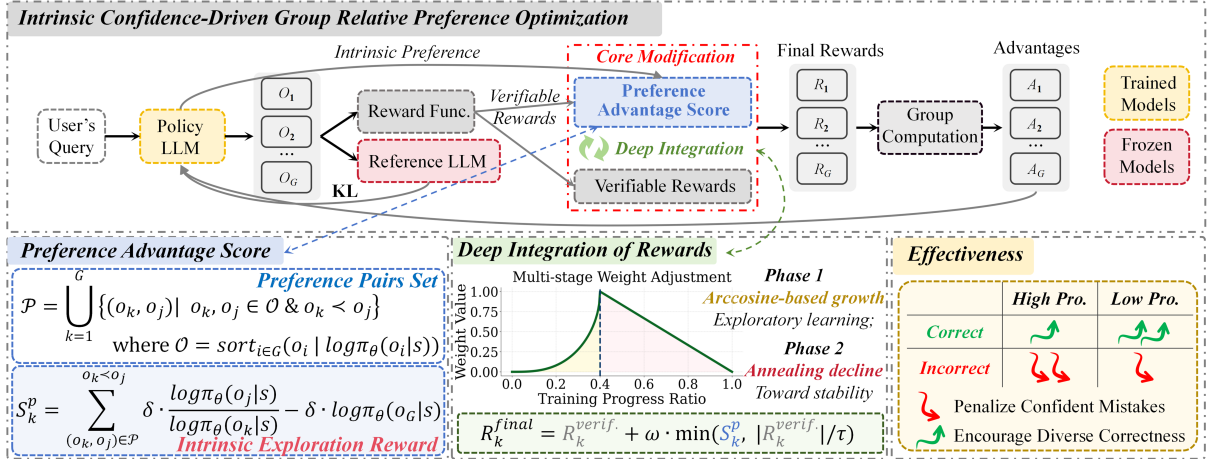 Intrinsic Confidence-Driven Group Relative Preference Optimization
Intrinsic Preference
Core Modification
Final Rewards
Advantages
User's
Query
Policy
LLM
O1
O2
...
OG
Reward Func.
Reference LLM
KL
Verifiable
Rewards
Preference
Advantage Score
Deep Integration
Verifiable Rewards
R1
R2
...
RG
Group
Computation
A1
A2
...
AG
Trained
Models
Frozen
Models
Preference Advantage Score
Preference Pairs Set
𝒫 = ⋃_{k=1}^{G} {(o_k, o_j)| o_k, o_j ∈ 𝒪 & o_k ≺ o_j}
where 𝒪 = sort_{i∈G}(o_i | logπ_θ(o_i|s))
S_k^p = ∑_{(o_k, o_j)∈𝒫}^{o_k≺o_j} δ · logπ_θ(o_j|s) / logπ_θ(o_k|s) − δ · logπ_θ(o_G|s)
Intrinsic Exploration Reward
Deep Integration of Rewards
Multi-stage Weight Adjustment
Weight Value
1.00
0.75
0.50
0.25
0.00
0.0 0.2 0.4 0.6 0.8 1.0
Training Progress Ratio
Phase 1
Arccosine-based growth
Exploratory learning;
Phase 2
Annealing decline
Toward stability
R_k^{final} = R_k^{verif.} + ω · min(S_k^p, |R_k^{verif.}|/τ)
Effectiveness
High Pro. Low Pro.
Correct
Incorrect
Penalize Confident Mistakes
Encourage Diverse Correctness